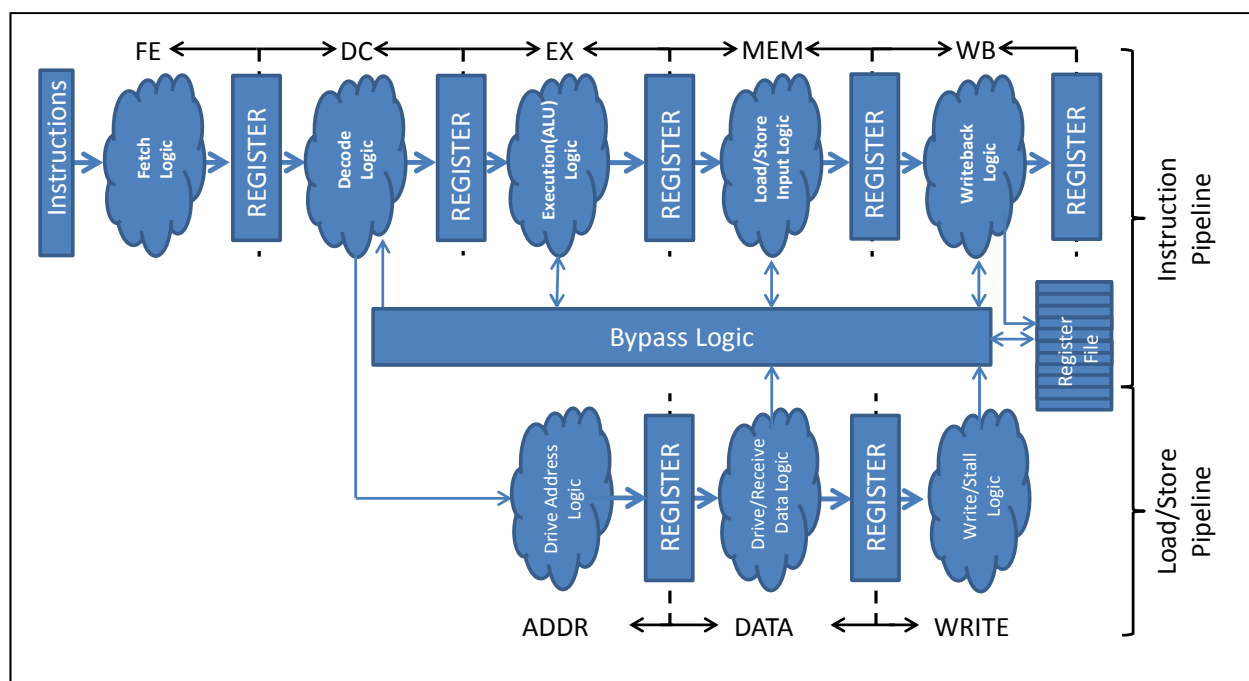 FE
DC
EX
MEM
WB
Instructions
Fetch
Logic
REGISTER
Decode
Logic
REGISTER
Execution(ALU)
Logic
REGISTER
Load/Store
Input Logic
REGISTER
Writeback
Logic
REGISTER
Instruction
Pipeline
Bypass Logic
Register
File
Drive Address
Logic
REGISTER
Drive/Receive
Data Logic
REGISTER
Write/Stall
Logic
Load/Store
Pipeline
ADDR
DATA
WRITE